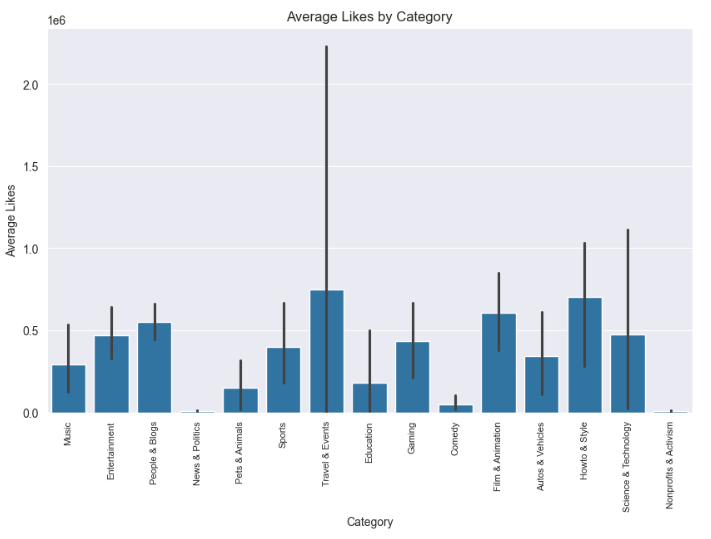 Average Likes by Category
1e6
Average Likes
2.0
1.5
1.0
0.5
0.0
Music
Entertainment
People & Blogs
News & Politics
Pets & Animals
Sports
Travel & Events
Education
Gaming
Comedy
Film & Animation
Autos & Vehicles
Howto & Style
Science & Technology
Nonprofits & Activism
Category